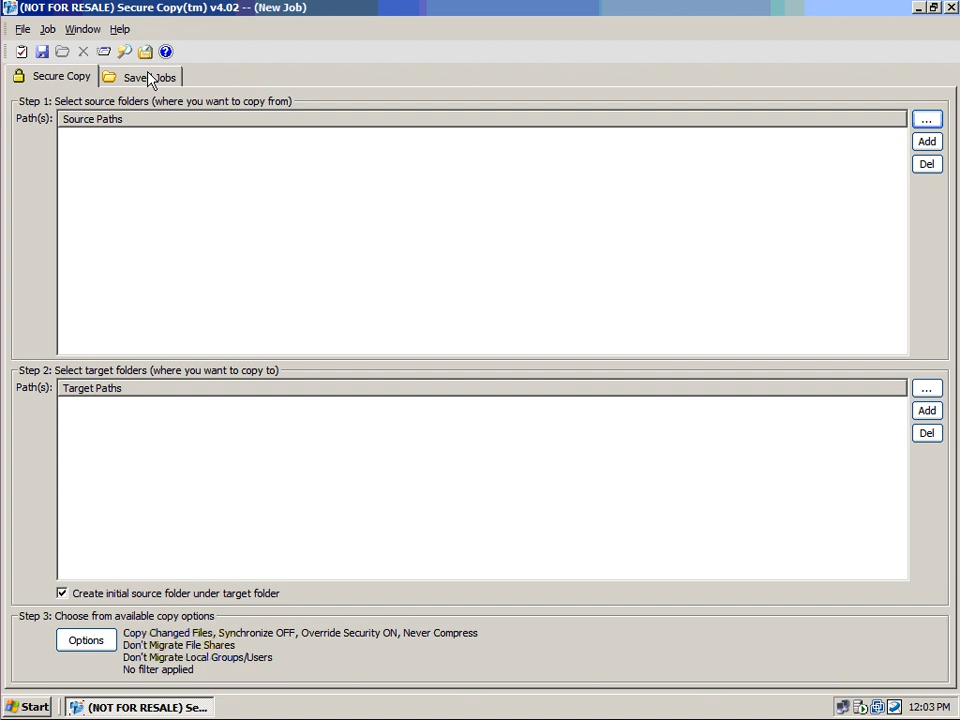 (NOT FOR RESALE) Secure Copy(tm) v4.02 -- (New Job)
File Job Window Help
Secure Copy Saved Jobs
Step 1: Select source folders (where you want to copy from)
Path(s): Source Paths ...
Add
Del
Step 2: Select target folders (where you want to copy to)
Path(s): Target Paths ...
Add
Del
Create initial source folder under target folder
Step 3: Choose from available copy options
Options
Copy Changed Files, Synchronize OFF, Override Security ON, Never Compress
Don't Migrate File Shares
Don't Migrate Local Groups/Users
No filter applied
Start (NOT FOR RESALE) Se... 12:03 PM